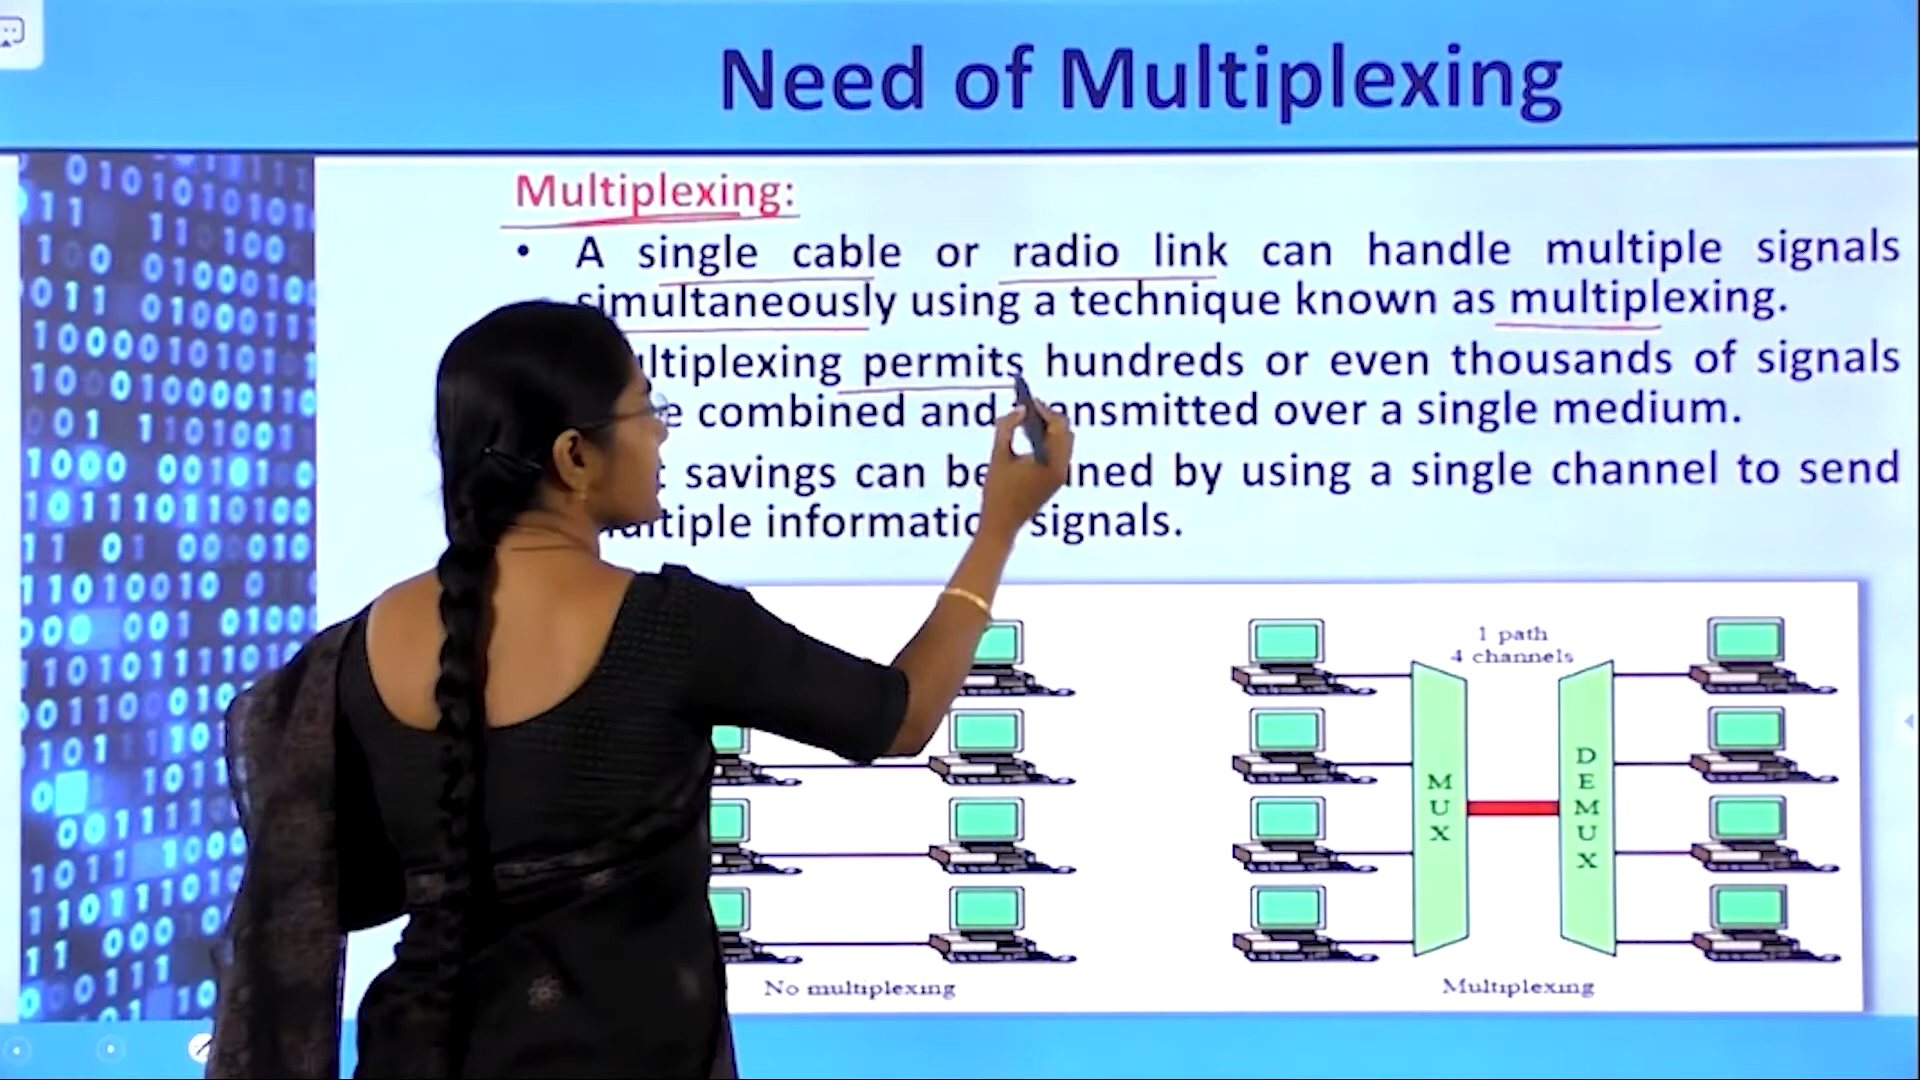 Need of Multiplexing
Multiplexing:
• A single cable or radio link can handle multiple signals
simultaneously using a technique known as multiplexing.
permits hundreds or even thousands of signals
combined and over a single medium.
savings can be by using a single channel to send
signals.
1 path
4 channels
MUX
DEMUX
No multiplexing
Multiplexing